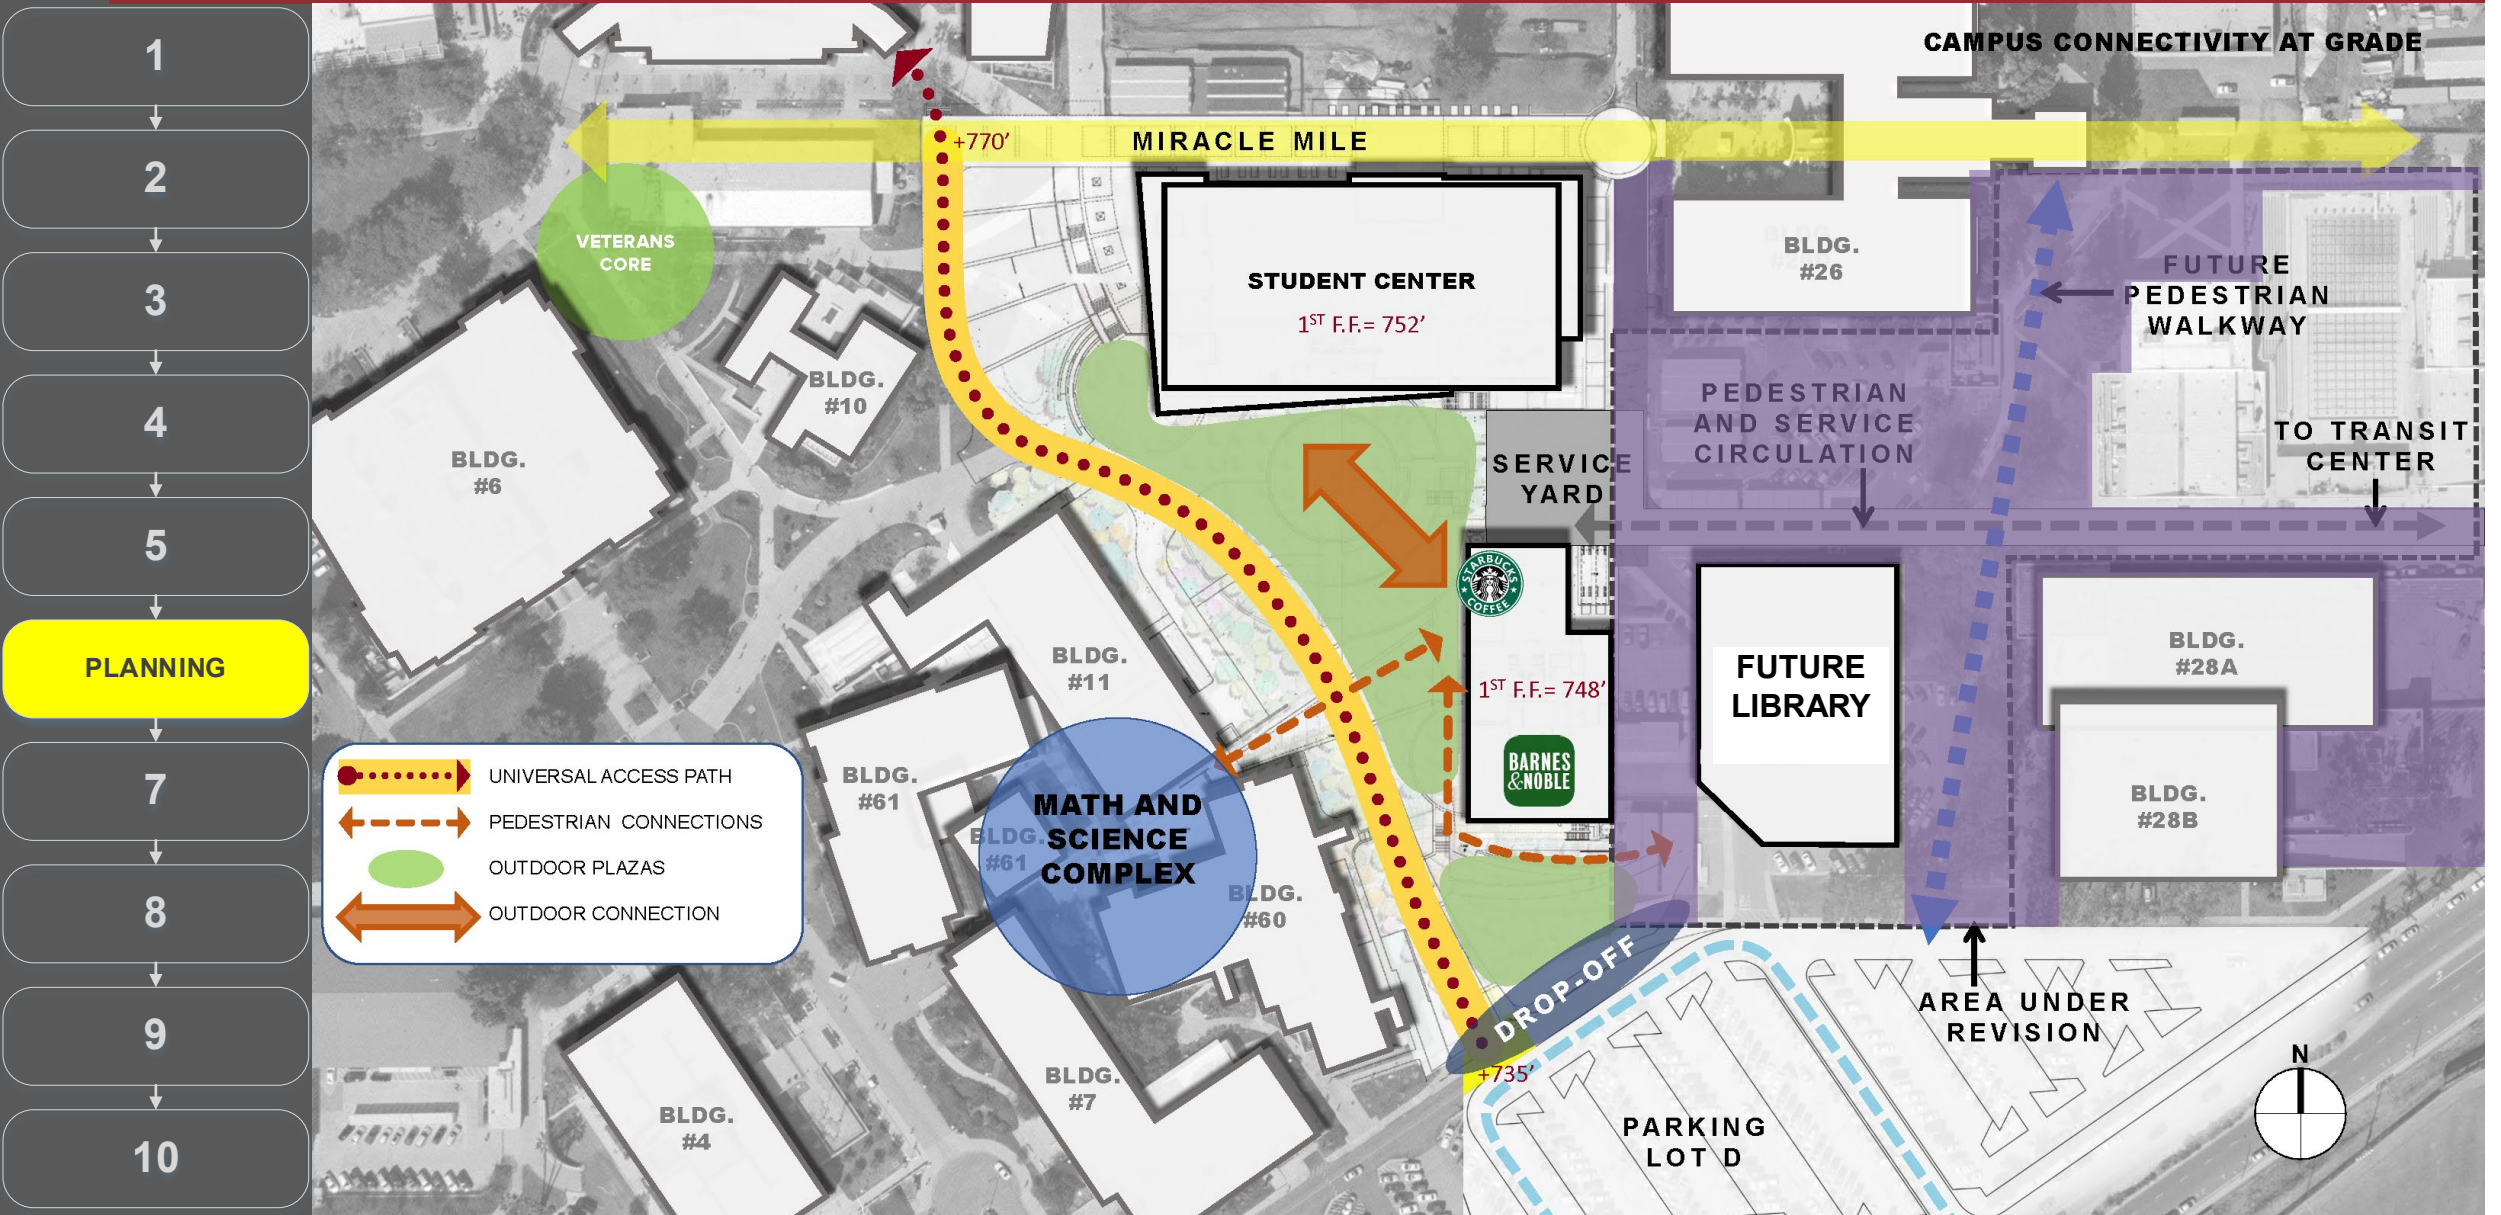 1
2
3
4
5
PLANNING
7
8
9
10
CAMPUS CONNECTIVITY AT GRADE
+770’
MIRACLE MILE
VETERANS
CORE
STUDENT CENTER
1ST F.F.= 752’
BLDG.
#26
FUTURE
PEDESTRIAN
WALKWAY
BLDG.
#10
PEDESTRIAN
AND SERVICE
CIRCULATION
TO TRANSIT
CENTER
BLDG.
#6
SERVICE
YARD
STARBUCKS
COFFEE
BLDG.
#11
1ST F.F.= 748’
BARNES
&NOBLE
FUTURE
LIBRARY
BLDG.
#28A
BLDG.
#28B
UNIVERSAL ACCESS PATH
PEDESTRIAN CONNECTIONS
OUTDOOR PLAZAS
OUTDOOR CONNECTION
BLDG.
#61
BLDG.
#61
MATH AND
SCIENCE
COMPLEX
BLDG.
#60
DROP-OFF
+735’
AREA UNDER
REVISION
BLDG.
#7
BLDG.
#4
PARKING
LOT D
N